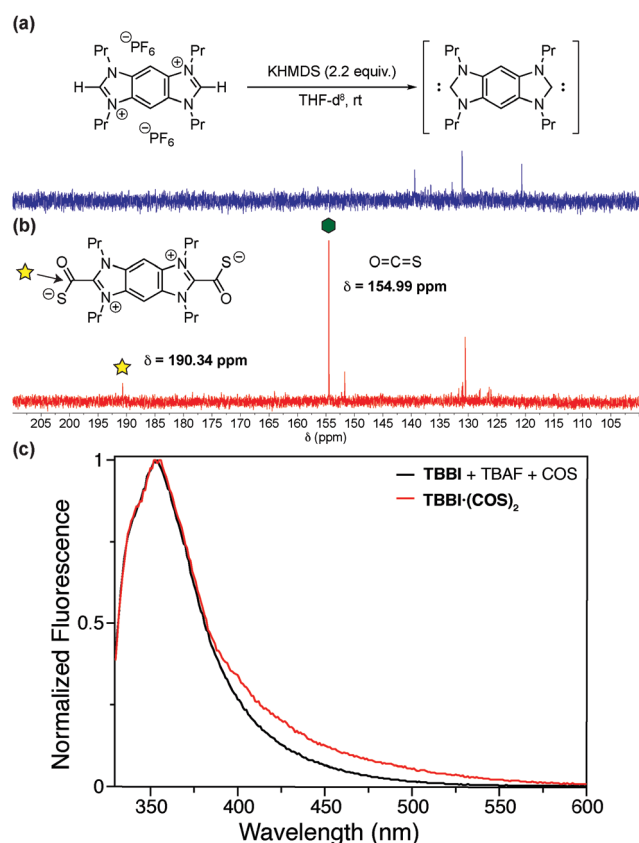 (a)
⊖PF6
Pr Pr
N N⊕
H H
N⊕ N
Pr Pr
⊖PF6
KHMDS (2.2 equiv.)
THF-d⁸, rt
Pr Pr
N N
: :
N N
Pr Pr
(b)
O Pr Pr S⊖
N N⊕
⊖S N⊕ N O
Pr Pr
O=C=S
δ = 154.99 ppm
δ = 190.34 ppm
205 200 195 190 185 180 175 170 165 160 155 150 145 140 135 130 125 120 115 110 105 100
δ (ppm)
(c)
TBBI + TBAF + COS
TBBI·(COS)₂
1
0.5
0
Normalized Fluorescence
350 400 450 500 550 600
Wavelength (nm)